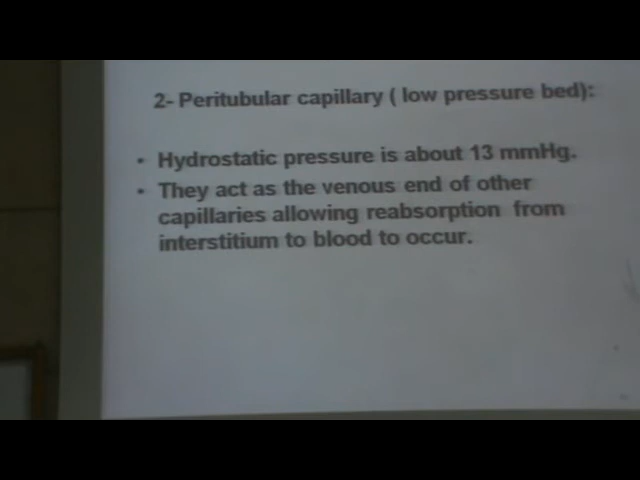 2- Peritubular capillary ( low pressure bed):
• Hydrostatic pressure is about 13 mmHg.
• They act as the venous end of other
capillaries allowing reabsorption from
interstitium to blood to occur.